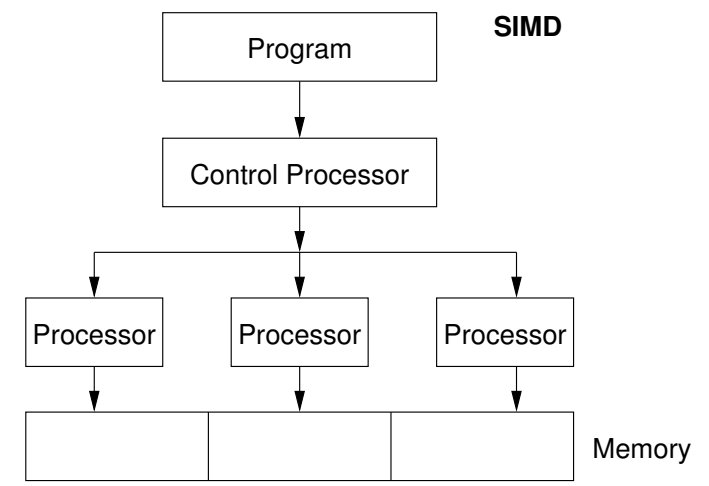 SIMD
Program
Control Processor
Processor Processor Processor
Memory